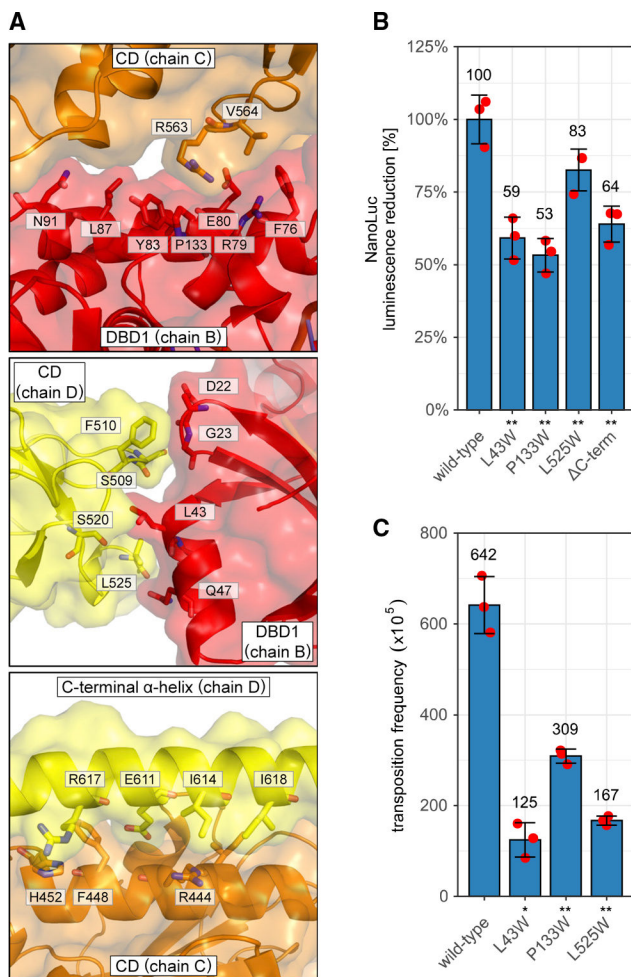 A
CD (chain C)
V564
R563
N91
L87
E80
F76
Y83
P133
R79
DBD1 (chain B)
CD
(chain D)
D22
F510
G23
S509
S520
L43
L525
Q47
DBD1
(chain B)
C-terminal α-helix (chain D)
R617
E611
I614
I618
H452
F448
R444
CD (chain C)
B
NanoLuc
luminescence reduction [%]
125%
100%
75%
50%
25%
0%
100
59
53
83
64
wild-type
L43W
P133W
L525W
ΔC-term
** ** ** **
C
transposition frequency (x10⁵)
800
600
400
200
0
642
125
309
167
wild-type
L43W
P133W
L525W
* ** **